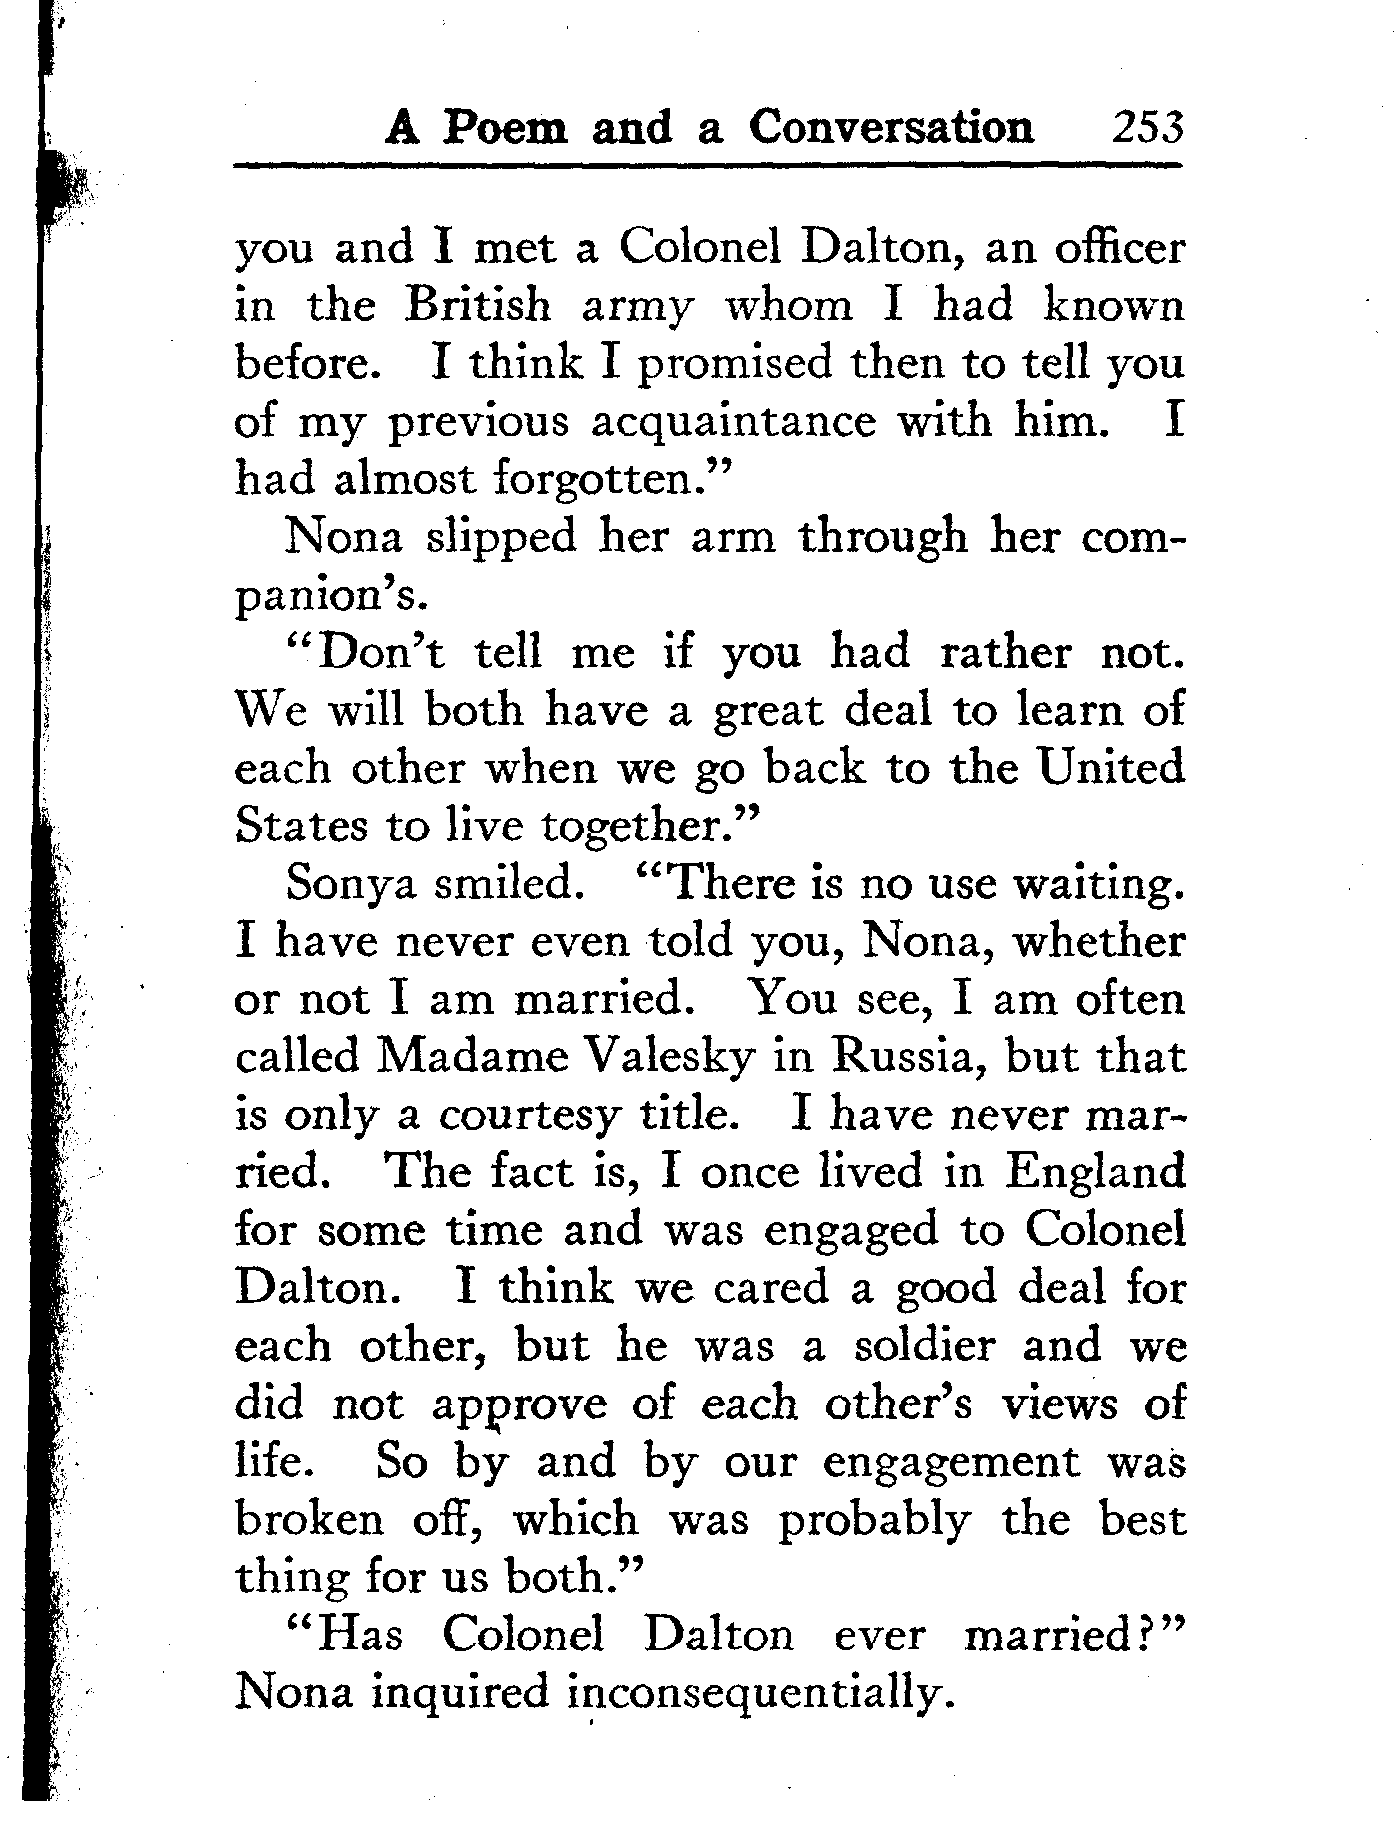 A Poem and a Conversation 253
you and I met a Colonel Dalton, an officer
in the British army whom I had known
before. I think I promised then to tell you
of my previous acquaintance with him. I
had almost forgotten.”
Nona slipped her arm through her com-
panion’s.
“Don’t tell me if you had rather not.
We will both have a great deal to learn of
each other when we go back to the United
States to live together.”
Sonya smiled. “There is no use waiting.
I have never even told you, Nona, whether
or not I am married. You see, I am often
called Madame Valesky in Russia, but that
is only a courtesy title. I have never mar-
ried. The fact is, I once lived in England
for some time and was engaged to Colonel
Dalton. I think we cared a good deal for
each other, but he was a soldier and we
did not approve of each other’s views of
life. So by and by our engagement was
broken off, which was probably the best
thing for us both.”
“Has Colonel Dalton ever married?”
Nona inquired inconsequentially.